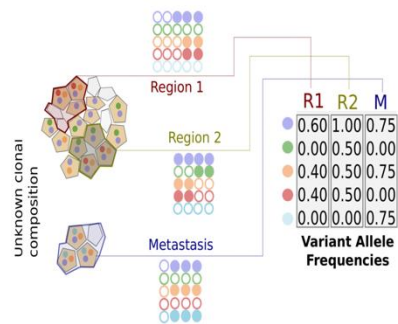 Region 1
Region 2
Metastasis
Unknown clonal
composition
R1 R2 M
0.60 1.00 0.75
0.00 0.50 0.00
0.40 0.50 0.75
0.40 0.50 0.00
0.00 0.00 0.75
Variant Allele
Frequencies